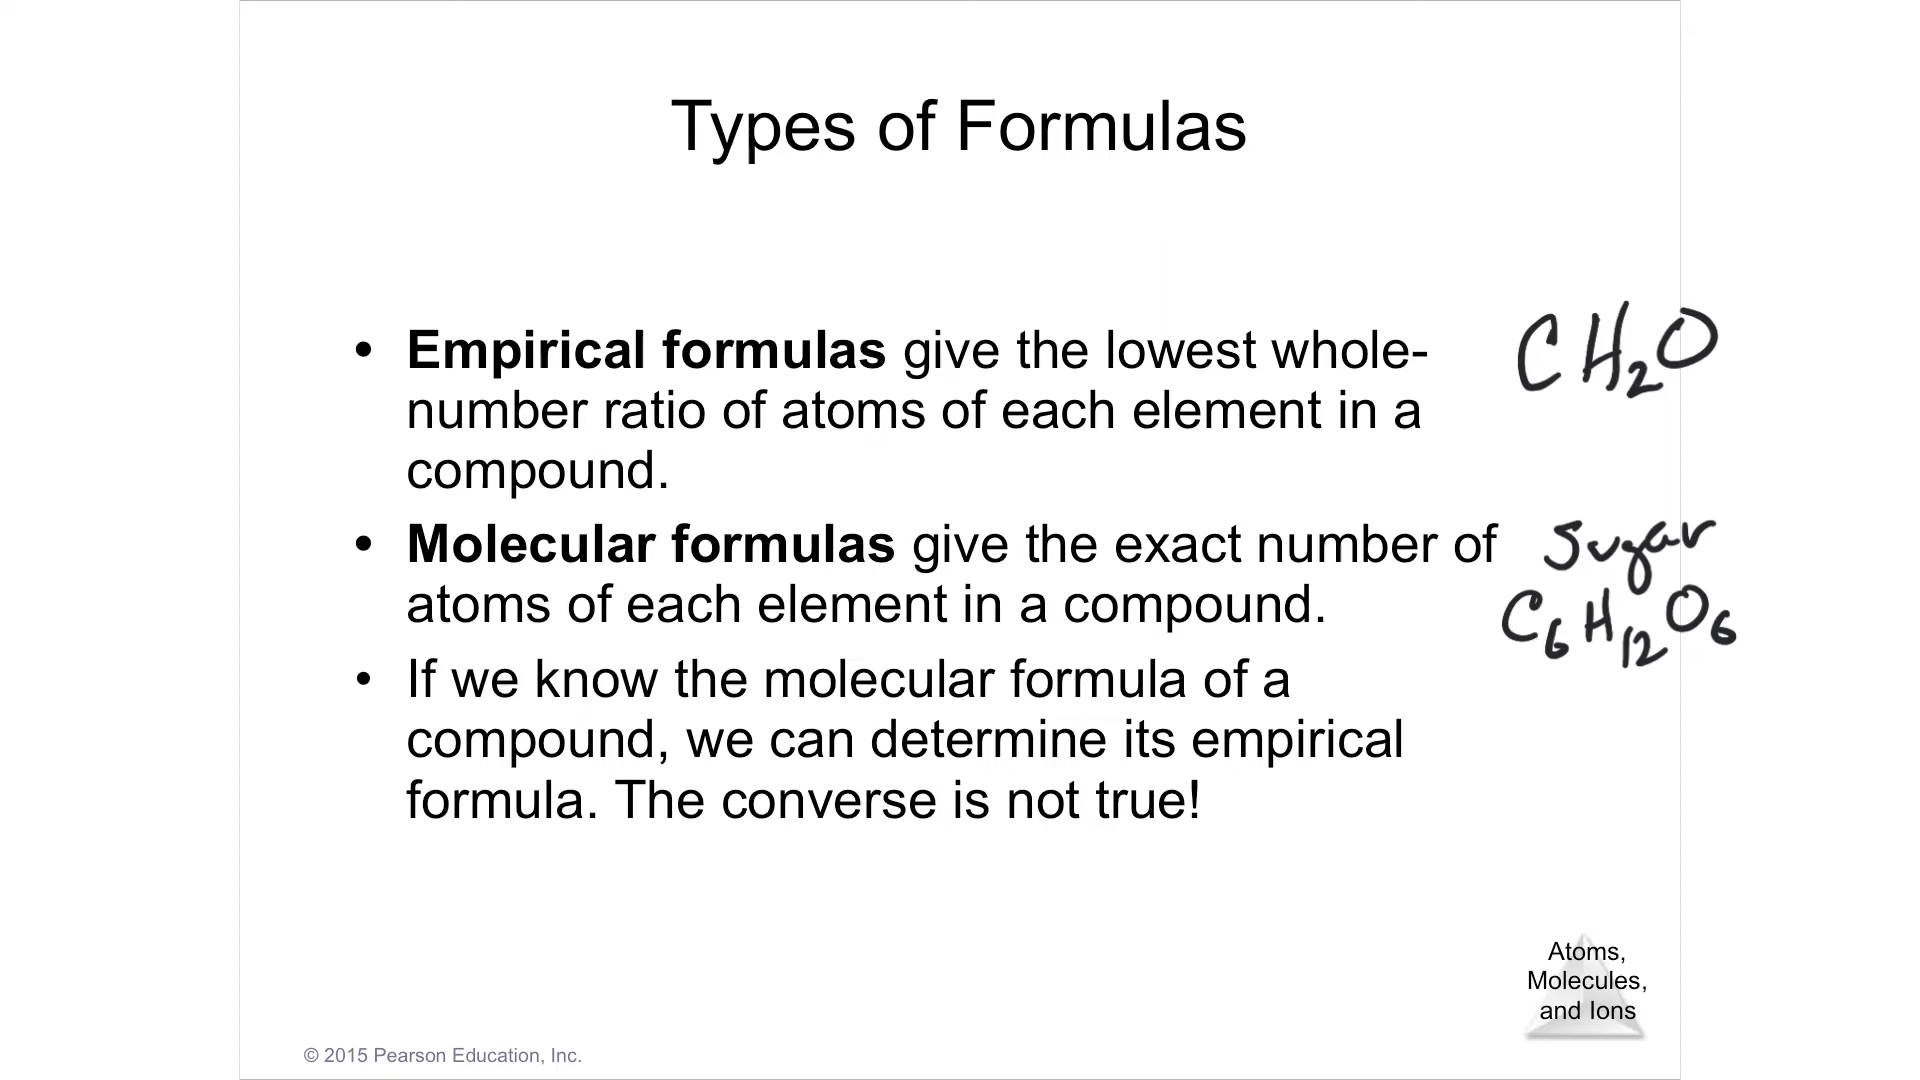 Types of Formulas
• Empirical formulas give the lowest whole-
number ratio of atoms of each element in a
compound.
CH₂O
• Molecular formulas give the exact number of
atoms of each element in a compound.
Sugar
C₆H₁₂O₆
• If we know the molecular formula of a
compound, we can determine its empirical
formula. The converse is not true!
Atoms,
Molecules,
and Ions
© 2015 Pearson Education, Inc.